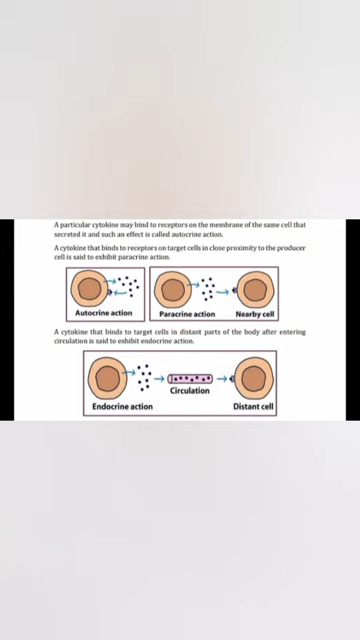 A particular cytokine may bind to receptors on the membrane of the same cell that
secreted it and such an effect is called autocrine action.
A cytokine that binds to receptors on target cells in close proximity to the producer
cell is said to exhibit paracrine action.
Autocrine action
Paracrine action
Nearby cell
A cytokine that binds to target cells in distant parts of the body after entering
circulation is said to exhibit endocrine action.
Circulation
Endocrine action
Distant cell